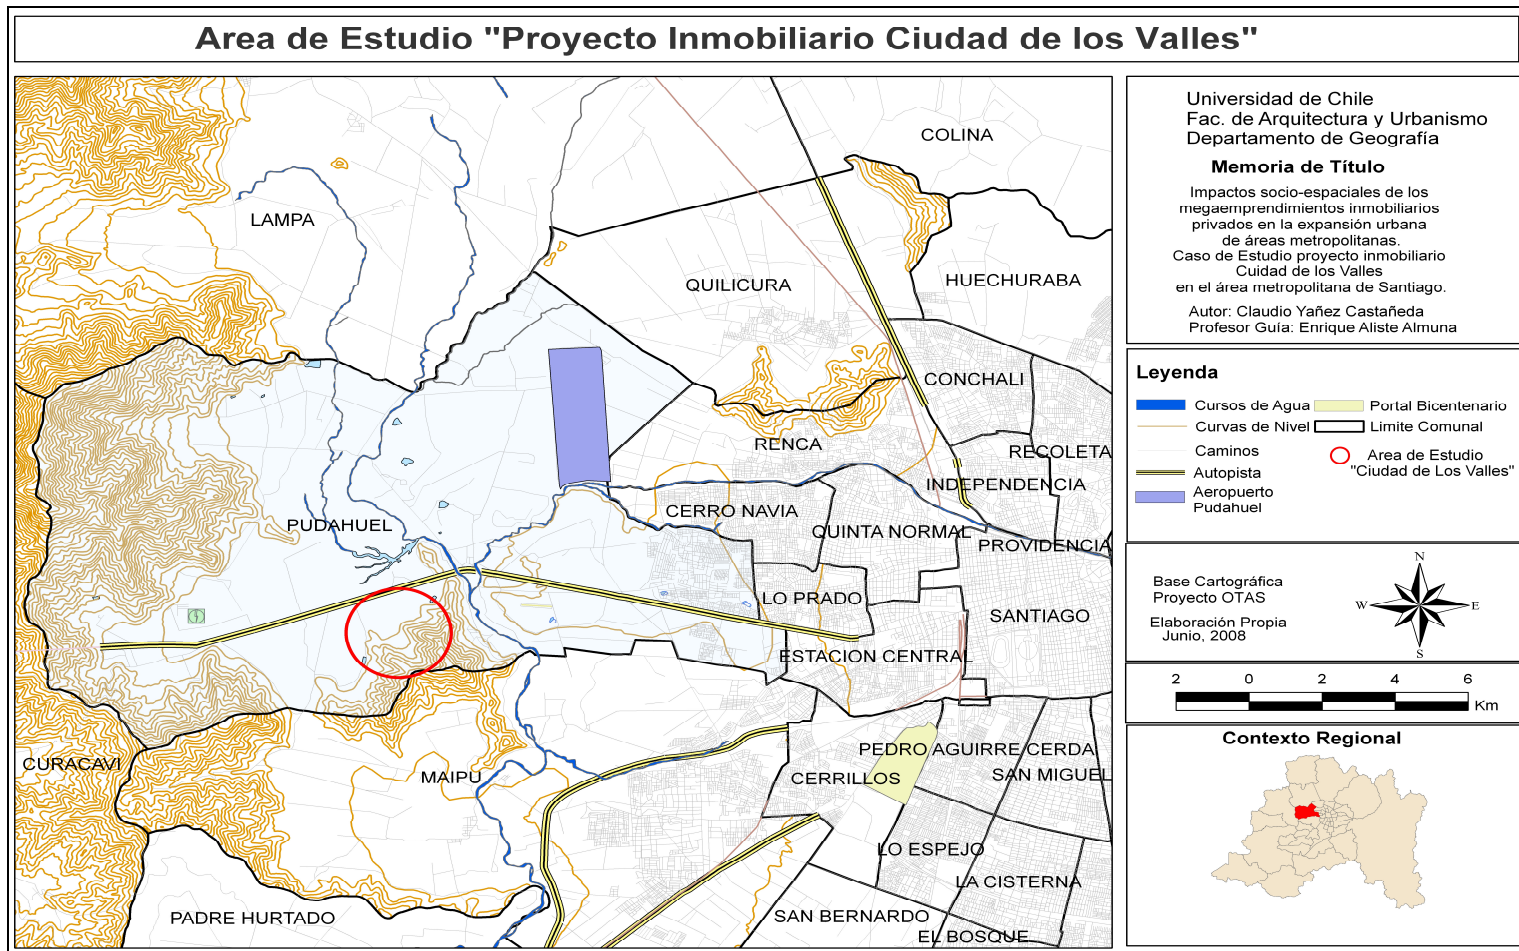 Area de Estudio "Proyecto Inmobiliario Ciudad de los Valles"
COLINA
LAMPA
QUILICURA
HUECHURABA
CONCHALI
RENCA
RECOLETA
INDEPENDENCIA
CERRO NAVIA
PUDAHUEL
QUINTA NORMAL
PROVIDENCIA
LO PRADO
SANTIAGO
ESTACION CENTRAL
CURACAVI
MAIPU
PEDRO AGUIRRE CERDA
CERRILLOS
SAN MIGUEL
LO ESPEJO
LA CISTERNA
PADRE HURTADO
SAN BERNARDO
EL BOSQUE
Universidad de Chile
Fac. de Arquitectura y Urbanismo
Departamento de Geografía
Memoria de Título
Impactos socio-espaciales de los
megaemprendimientos inmobiliarios
privados en la expansión urbana
de áreas metropolitanas.
Caso de Estudio proyecto inmobiliario
Cuidad de los Valles
en el área metropolitana de Santiago.
Autor: Claudio Yañez Castañeda
Profesor Guía: Enrique Aliste Almuna
Leyenda
Cursos de Agua
Portal Bicentenario
Curvas de Nivel
Limite Comunal
Caminos
Area de Estudio
"Ciudad de Los Valles"
Autopista
Aeropuerto
Pudahuel
Base Cartográfica
Proyecto OTAS
Elaboración Propia
Junio, 2008
N
W
E
S
2 0 2 4 6
Km
Contexto Regional